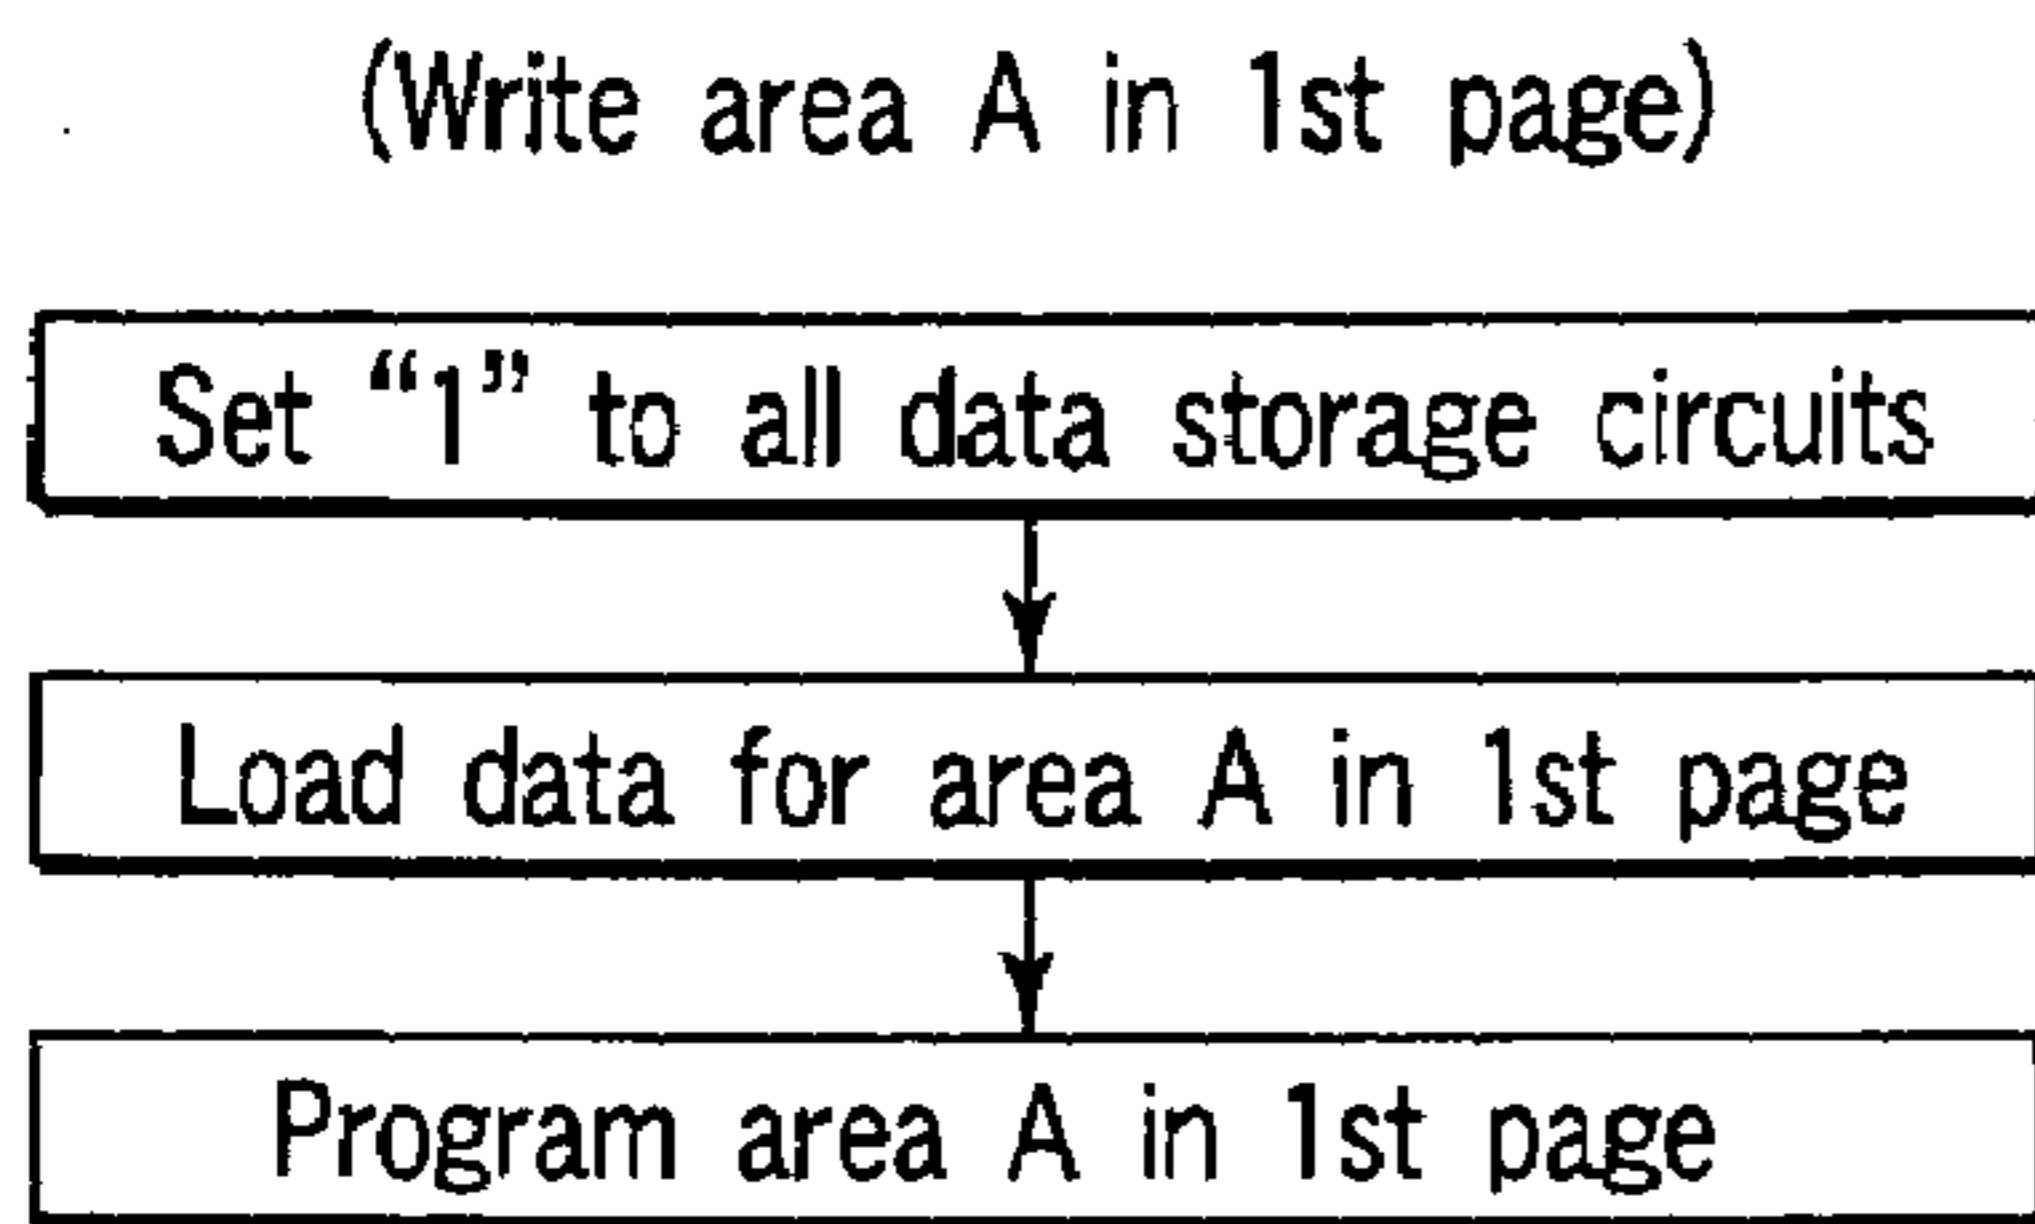 (Write area A in 1st page)
Set “1” to all data storage circuits
Load data for area A in 1st page
Program area A in 1st page